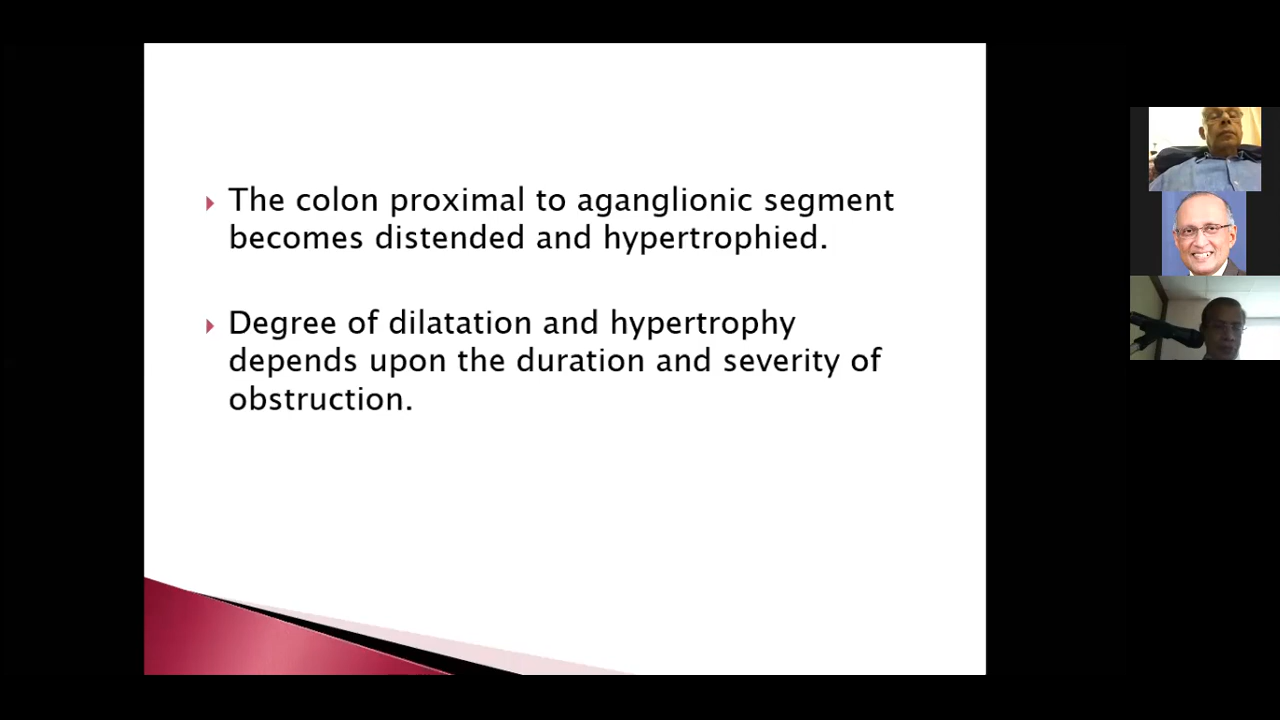 The colon proximal to aganglionic segment
becomes distended and hypertrophied.
Degree of dilatation and hypertrophy
depends upon the duration and severity of
obstruction.